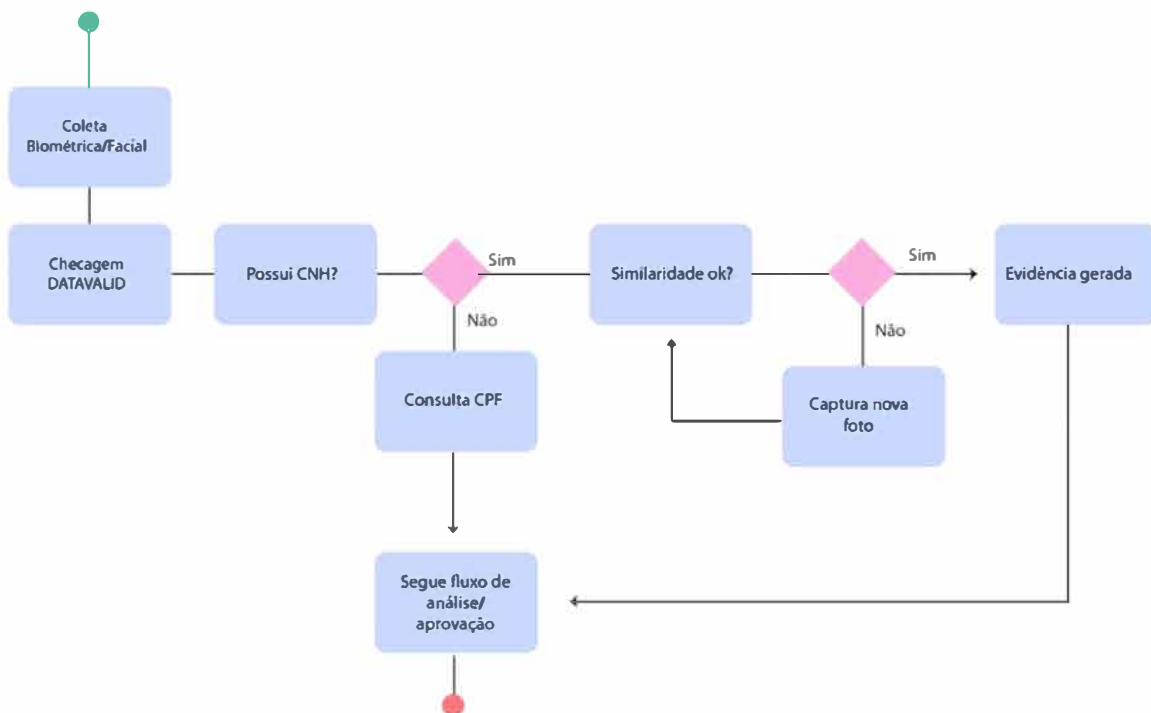 Coleta
Biométrica/Facial
Checagem
DATAVALID
Possui CNH?
Sim
Similaridade ok?
Sim
Evidência gerada
Não
Não
Consulta CPF
Captura nova
foto
Segue fluxo de
análise/
aprovação